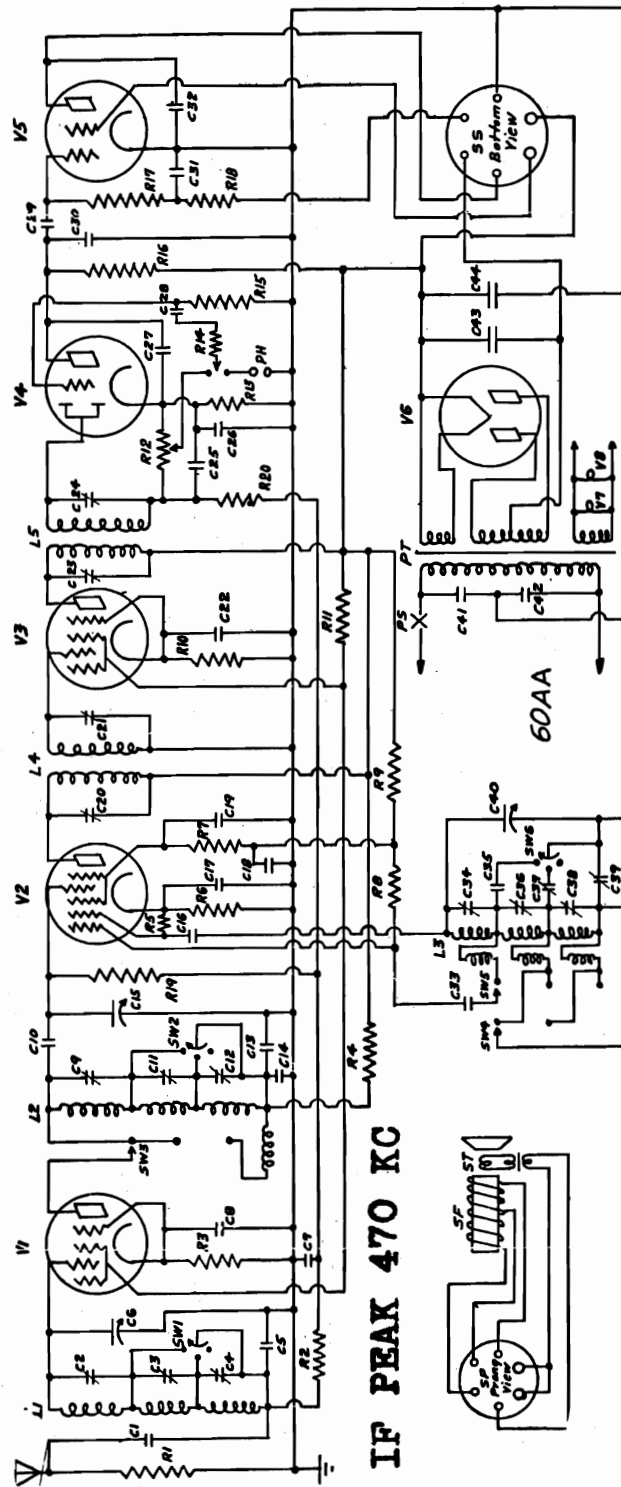 V1
V2
V3
V4
V5
L1
C2
C6
SW3
L2
C9
C10
C15
L4
C20
C21
C23
L5
C24
C27
C28
C29
C30
C1
C3
SW1
R3
C8
C11
SW2
R19
R5
C17
R7
C19
R10
C22
R12
R14
R15
R16
R17
C31
C32
R1
C4
C12
C16
R6
C18
C25
R13
C26
PH
R18
C5
C7
C13
C14
R20
R2
R4
R8
R9
R11
IF PEAK 470 KC
C33
L3
C34
C35
C40
SW4
SW5
C36
C37
SW6
C38
C39
60AA
PS
C41
C42
PT
V6
V7
V8
C43
C44
SS
Bottom
View
SP
Prong
View
SF
ST